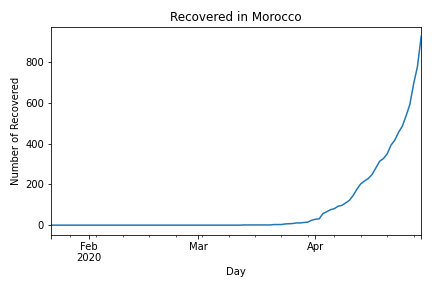 Recovered in Morocco
Number of Recovered
800
600
400
200
0
Feb
2020
Mar
Apr
Day